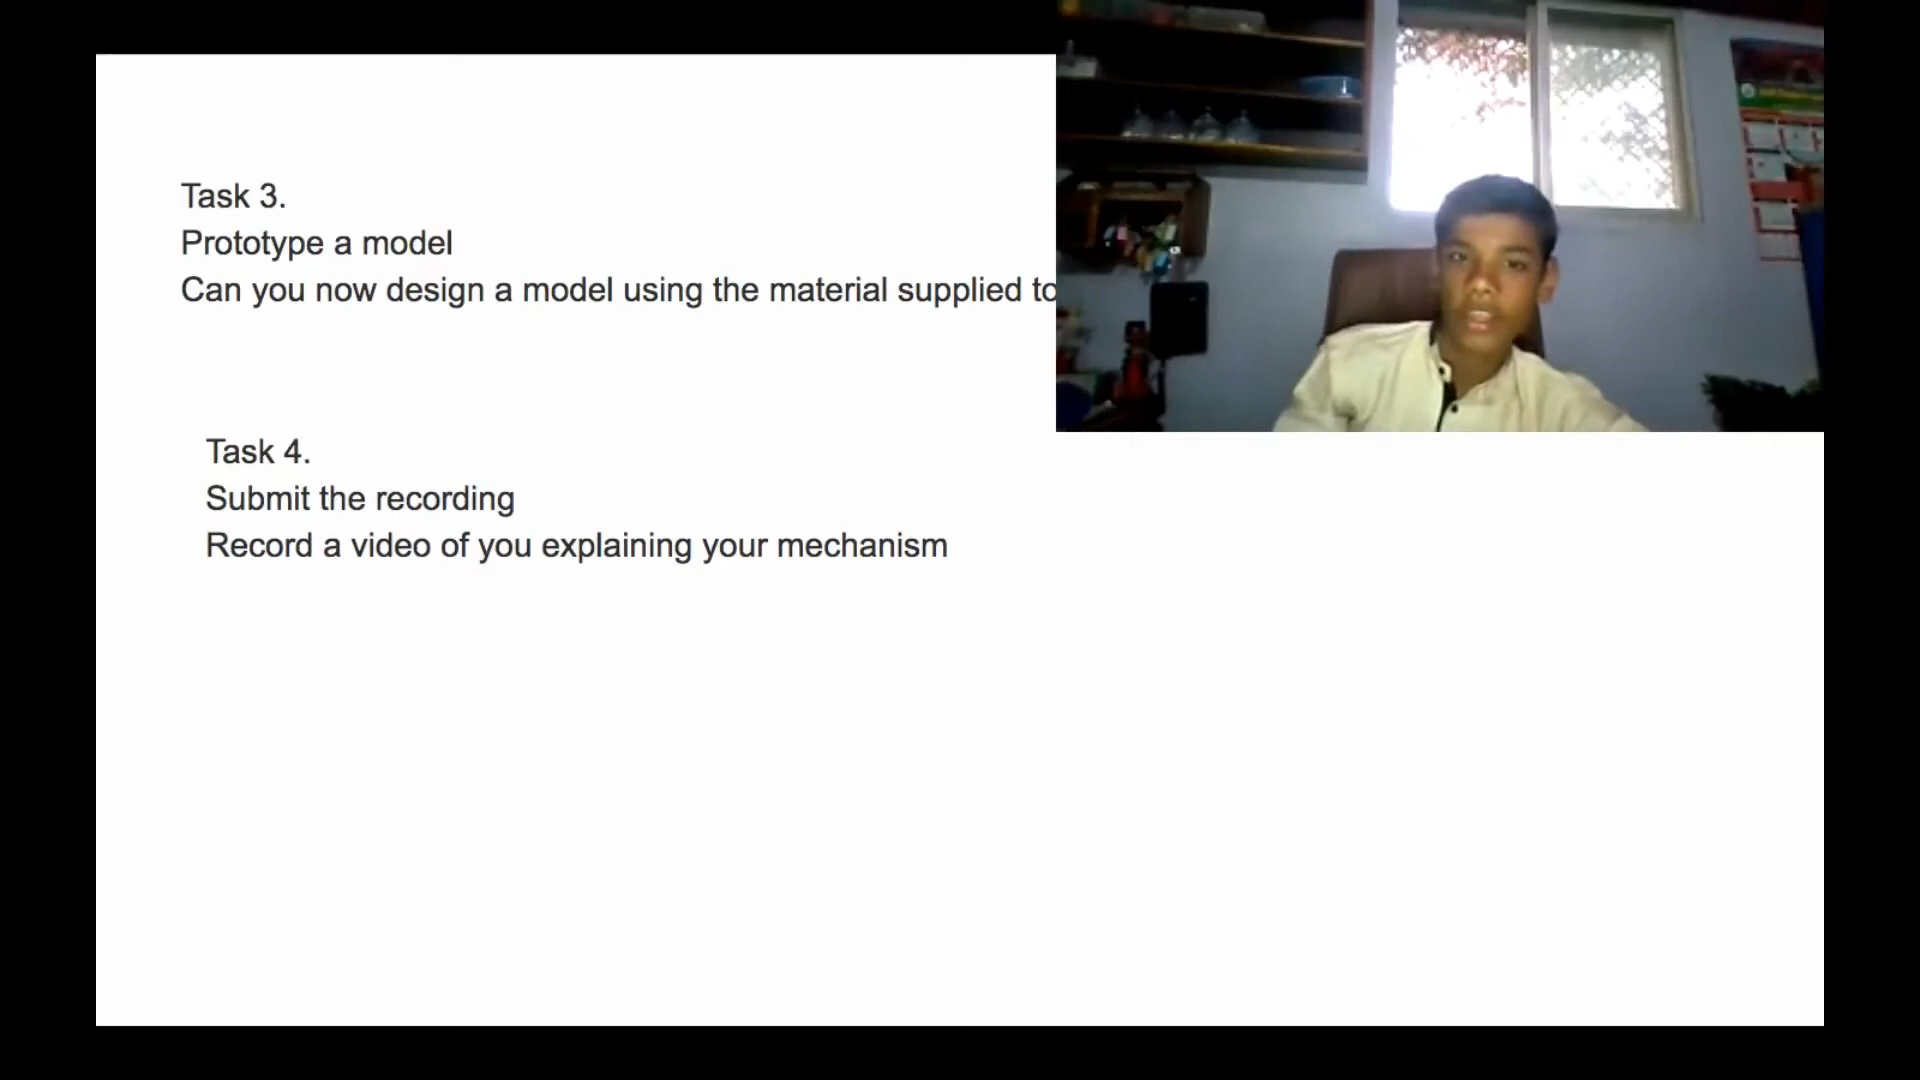 Task 3.
Prototype a model
Can you now design a model using the material supplied to
Task 4.
Submit the recording
Record a video of you explaining your mechanism